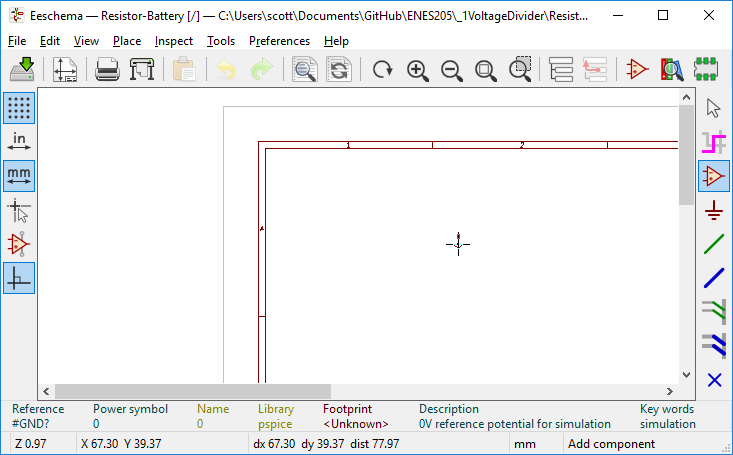 Eeschema — Resistor-Battery [/] — C:\Users\scott\Documents\GitHub\ENES205\_1VoltageDivider\Resist...
File Edit View Place Inspect Tools Preferences Help
in
mm
1 2
A
Reference Power symbol Name Library Footprint Description Key words
#GND? 0 0 pspice <Unknown> 0V reference potential for simulation simulation
Z 0.97 X 67.30 Y 39.37 dx 67.30 dy 39.37 dist 77.97 mm Add component